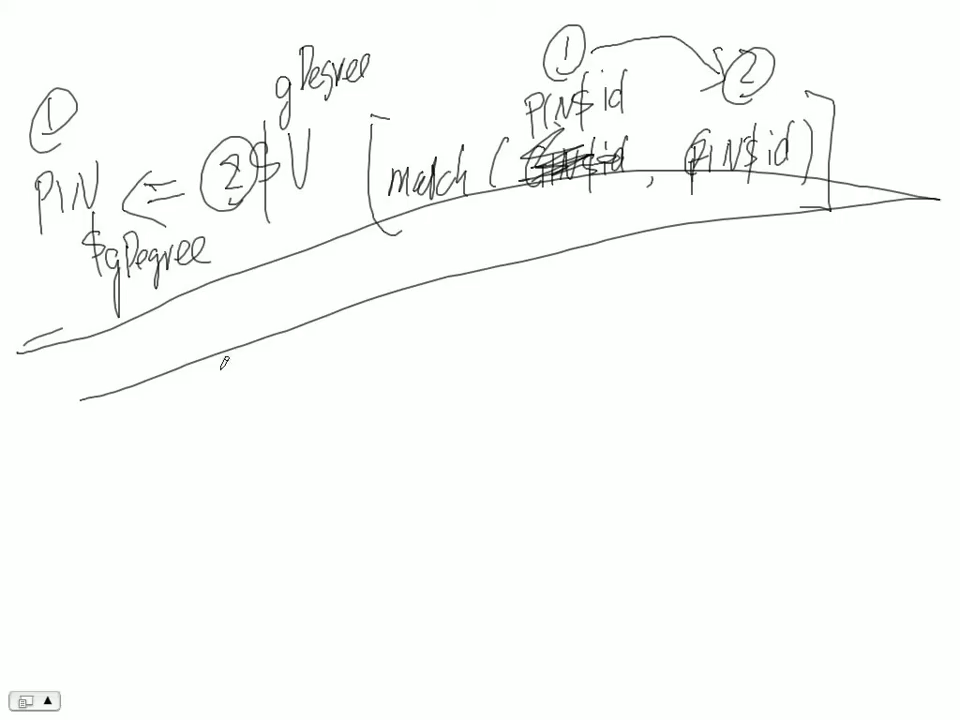 gDegree
① ②
① PIN$id
PIN <= ②$V [match( , PIN$id)]
$gDegree